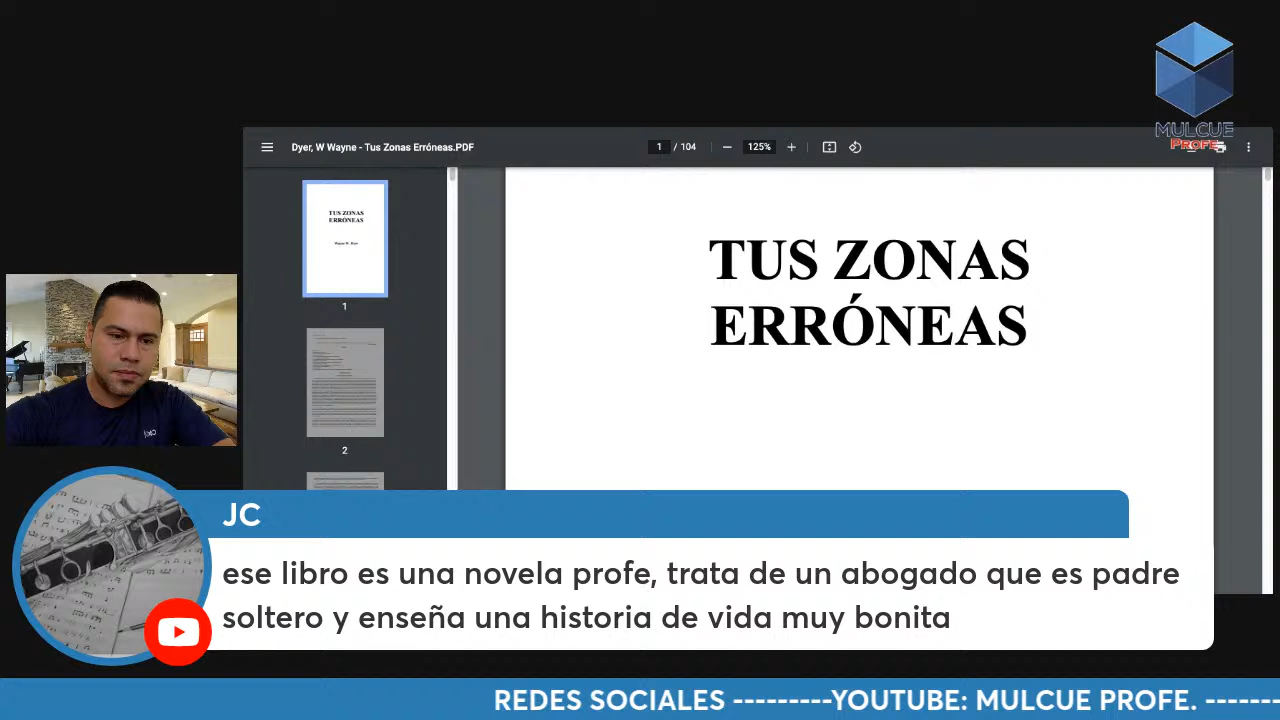 MULCUE
PROFE
Dyer, W Wayne - Tus Zonas Erróneas.PDF
1 / 104
125%
TUS ZONAS
ERRÓNEAS
Wayne W. Dyer
1
2
TUS ZONAS
ERRÓNEAS
JC
ese libro es una novela profe, trata de un abogado que es padre
soltero y enseña una historia de vida muy bonita
REDES SOCIALES ---------YOUTUBE: MULCUE PROFE. -------